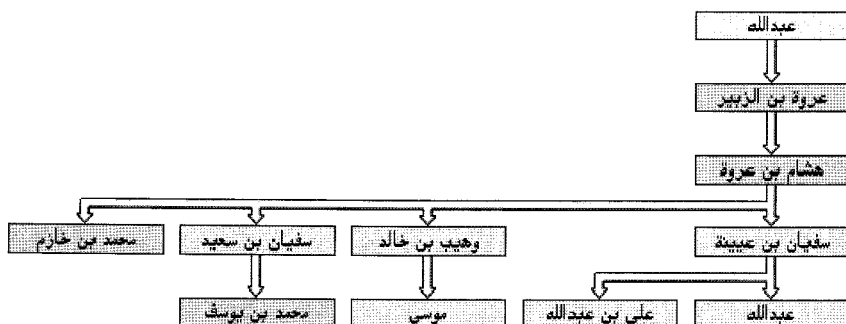 عبدالله
عروة بن الزبير
هشام بن عروة
سفيان بن عيينة
وهيب بن خالد
سفيان بن سعيد
محمد بن خازم
عبدالله
علي بن عبدالله
موسى
محمد بن يوسف